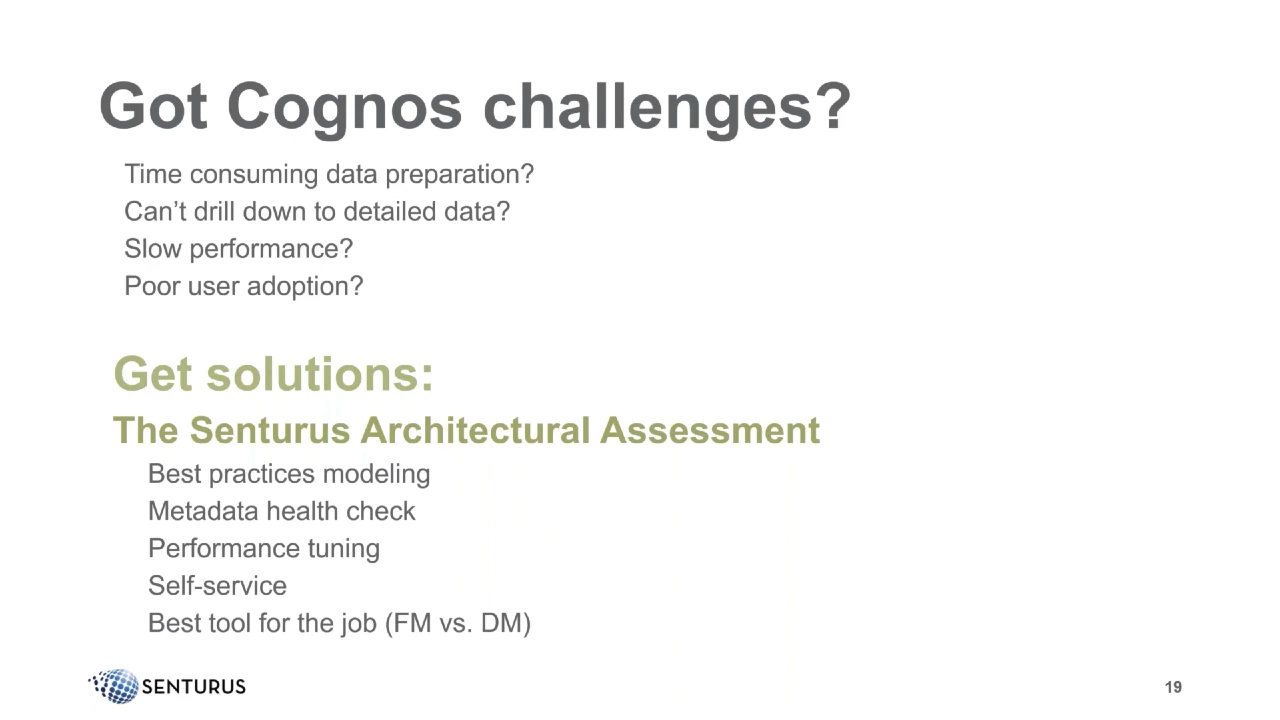 Got Cognos challenges?
Time consuming data preparation?
Can’t drill down to detailed data?
Slow performance?
Poor user adoption?
Get solutions:
The Senturus Architectural Assessment
Best practices modeling
Metadata health check
Performance tuning
Self-service
Best tool for the job (FM vs. DM)
SENTURUS
19